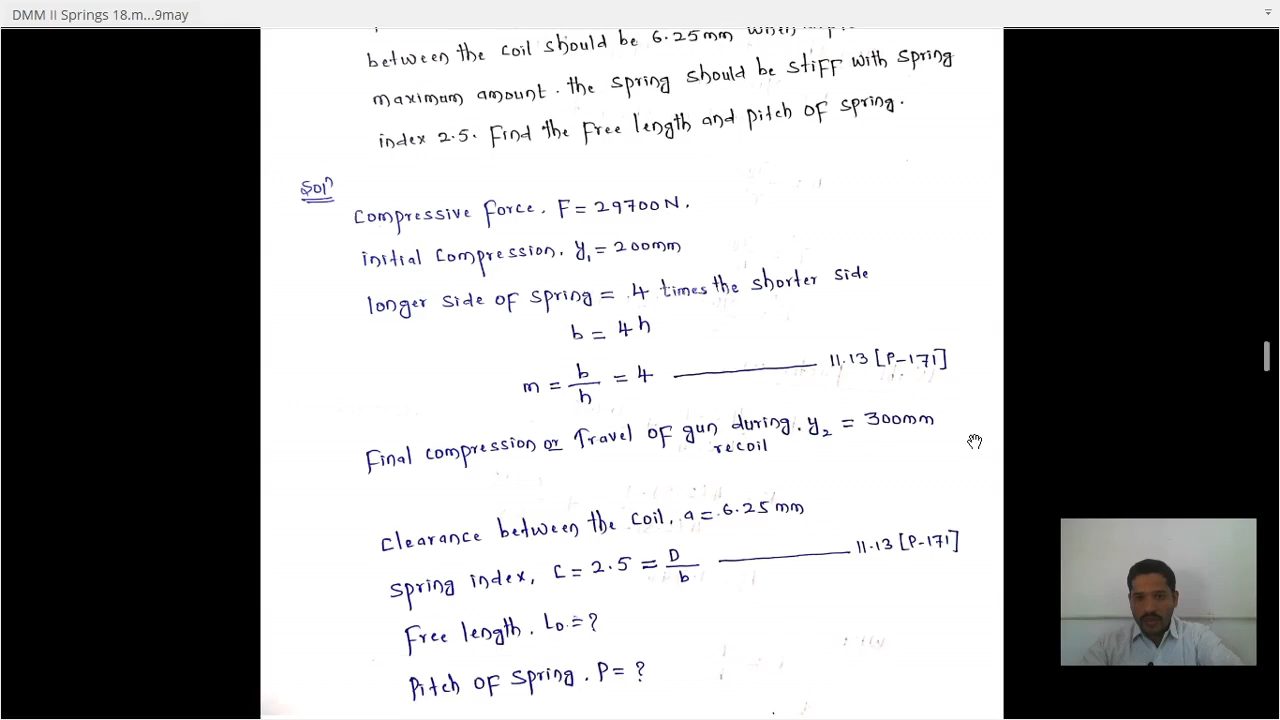 DMM II Springs 18.m...9may
between the coil should be 6.25mm when
maximum amount. the spring should be stiff with spring
index 2.5. Find the free length and pitch of spring.
Solⁿ
Compressive force. F = 29700N.
initial compression. y₁ = 200mm
longer side of spring = 4 times the shorter side
b = 4h
m = b/h = 4 ——— 11.13 [P-171]
Final compression or Travel of gun during. y₂ = 300mm
recoil
Clearance between the coil, a = 6.25mm
Spring index, C = 2.5 = D/b ——— 11.13 [P-171]
Free length. L₀ = ?
Pitch of spring. P = ?